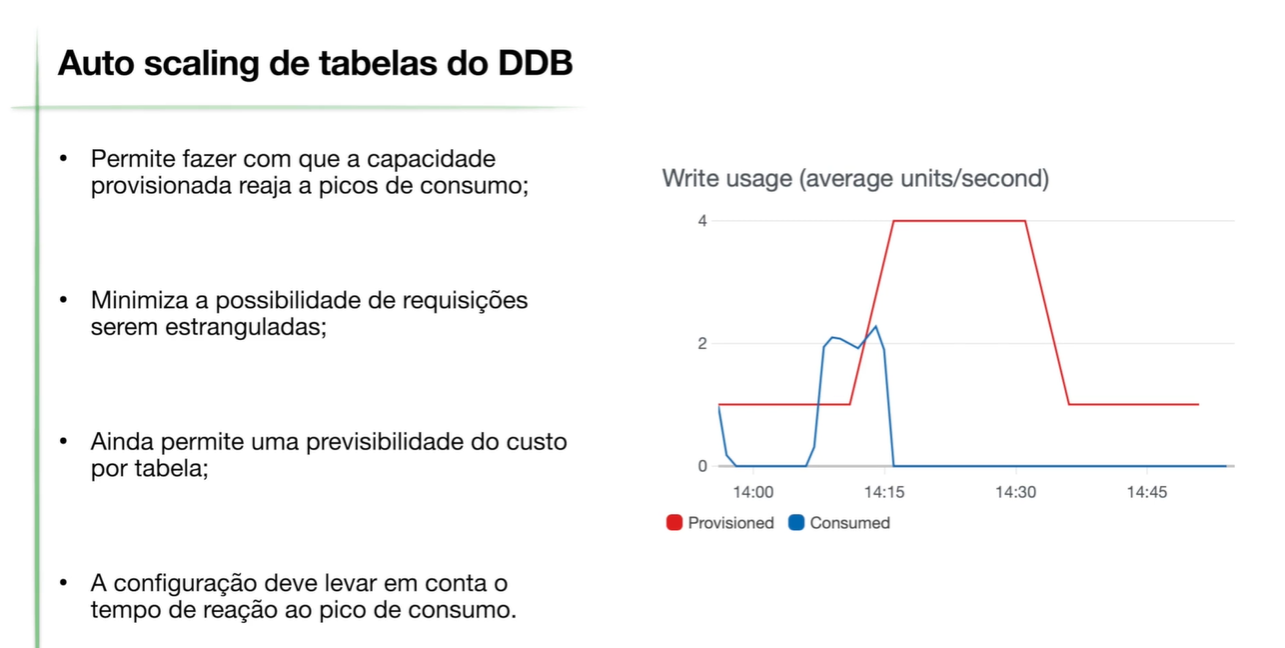 Auto scaling de tabelas do DDB
• Permite fazer com que a capacidade
provisionada reaja a picos de consumo;
• Minimiza a possibilidade de requisições
serem estranguladas;
• Ainda permite uma previsibilidade do custo
por tabela;
• A configuração deve levar em conta o
tempo de reação ao pico de consumo.
Write usage (average units/second)
4
2
0
14:00 14:15 14:30 14:45
Provisioned Consumed